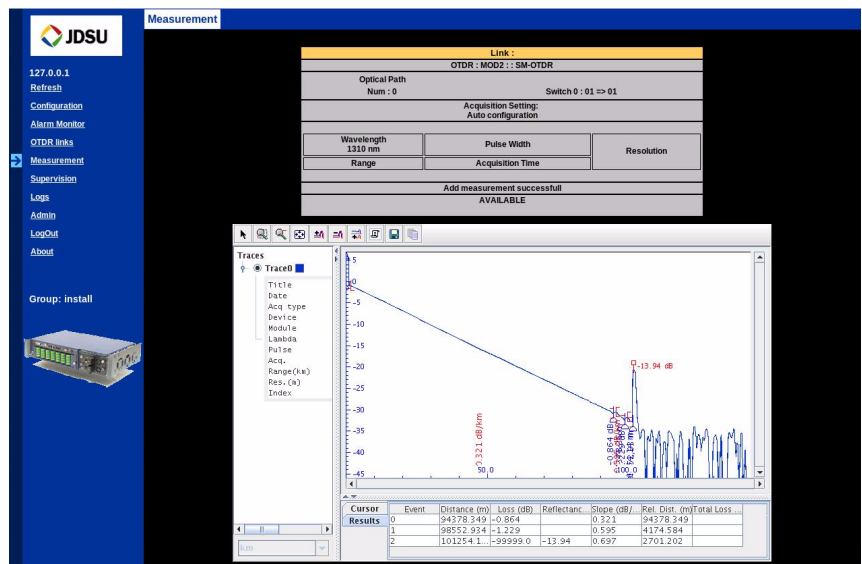 Measurement
JDSU
127.0.0.1
Refresh
Configuration
Alarm Monitor
OTDR links
Measurement
Supervision
Logs
Admin
LogOut
About
Group: install
Link :
OTDR : MOD2 : : SM-OTDR
Optical Path
Num : 0 Switch 0 : 01 => 01
Acquisition Setting:
Auto configuration
Wavelength
1310 nm
Pulse Width
Resolution
Range
Acquisition Time
Add measurement successfull
AVAILABLE
Traces
Trace0
Title
Date
Acq type
Device
Module
Lambda
Pulse
Acq.
Range(km)
Res.(m)
Index
km
5
0
-5
-10
-15
-20
-25
-30
-35
-40
-45
50.0
100.0
0.321 dB/km
-0.864 dB
-13.94 dB
Cursor
Results
Event Distance (m) Loss (dB) Reflectanc... Slope (dB/... Rel. Dist. (m) Total Loss ...
0 94378.349 -0.864 0.321 94378.349
1 98552.934 -1.229 0.595 4174.584
2 101254.1... -99999.0 -13.94 0.697 2701.202